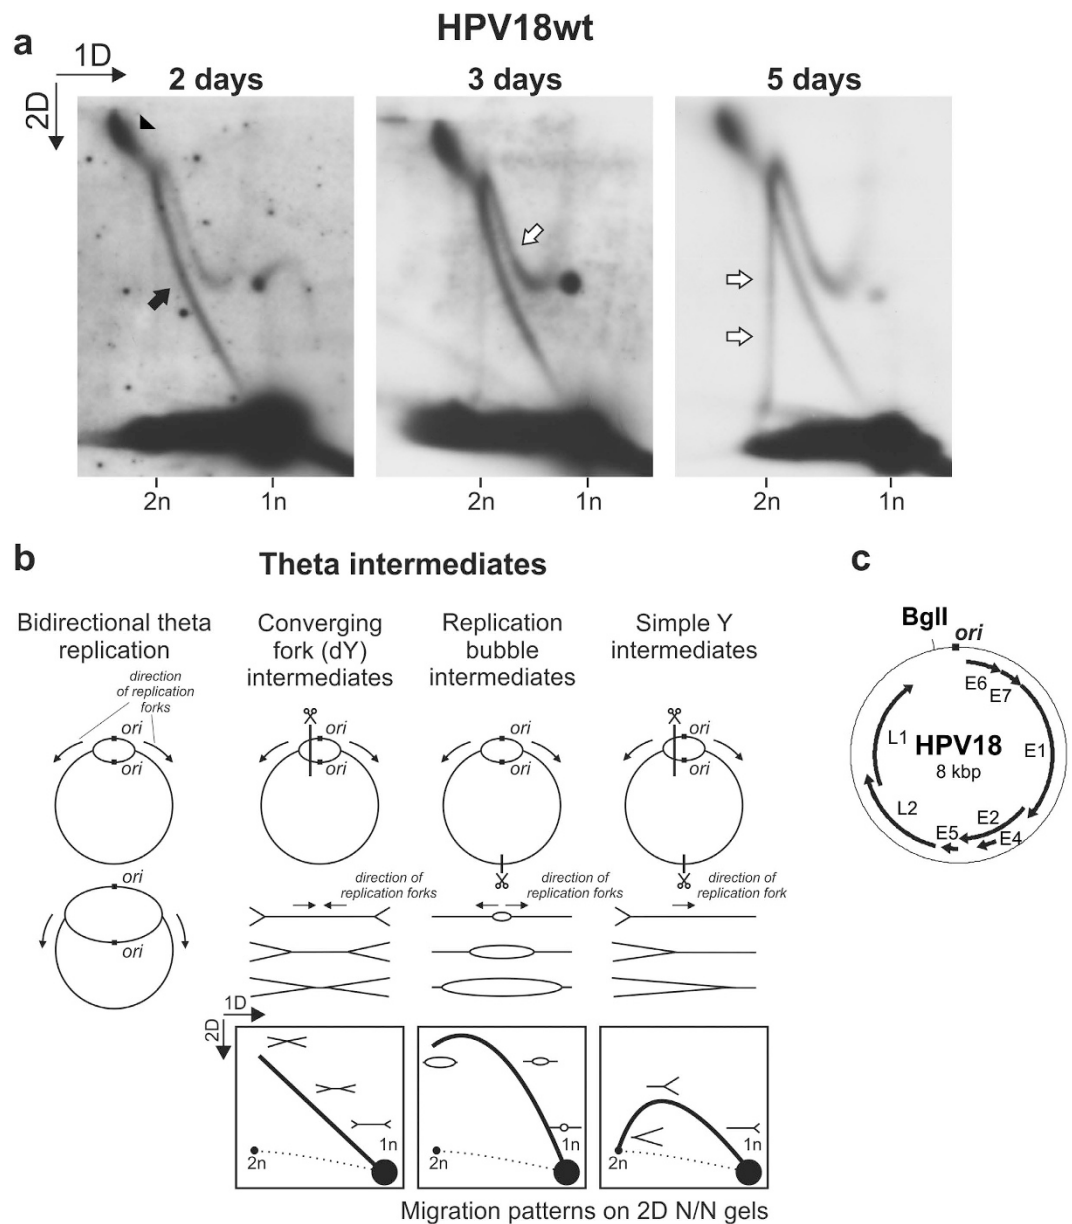 HPV18wt
a
1D
2D
2 days
3 days
5 days
2n
1n
2n
1n
2n
1n
b
Theta intermediates
c
Bidirectional theta
replication
Converging
fork (dY)
intermediates
Replication
bubble
intermediates
Simple Y
intermediates
direction
of replication
forks
ori
ori
ori
ori
ori
ori
ori
ori
ori
ori
direction of
replication forks
direction of
replication forks
direction of
replication fork
1D
2D
2n
1n
2n
1n
2n
1n
Migration patterns on 2D N/N gels
BglI
ori
E6
E7
E1
E2
E4
E5
L2
L1
HPV18
8 kbp